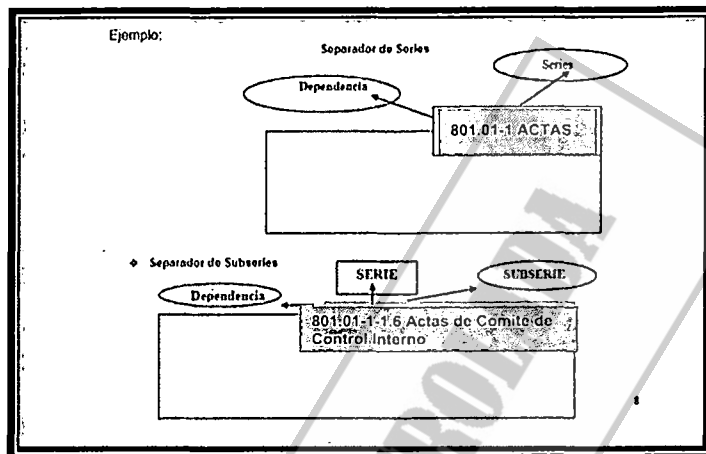 Ejemplo:
Separador de Series
Series
Dependencia
801.01-1 ACTAS
❖ Separador de Subseries
SERIE
SUBSERIE
Dependencia
801.01-1-1.6 Actas de Comité de
Control Interno
8